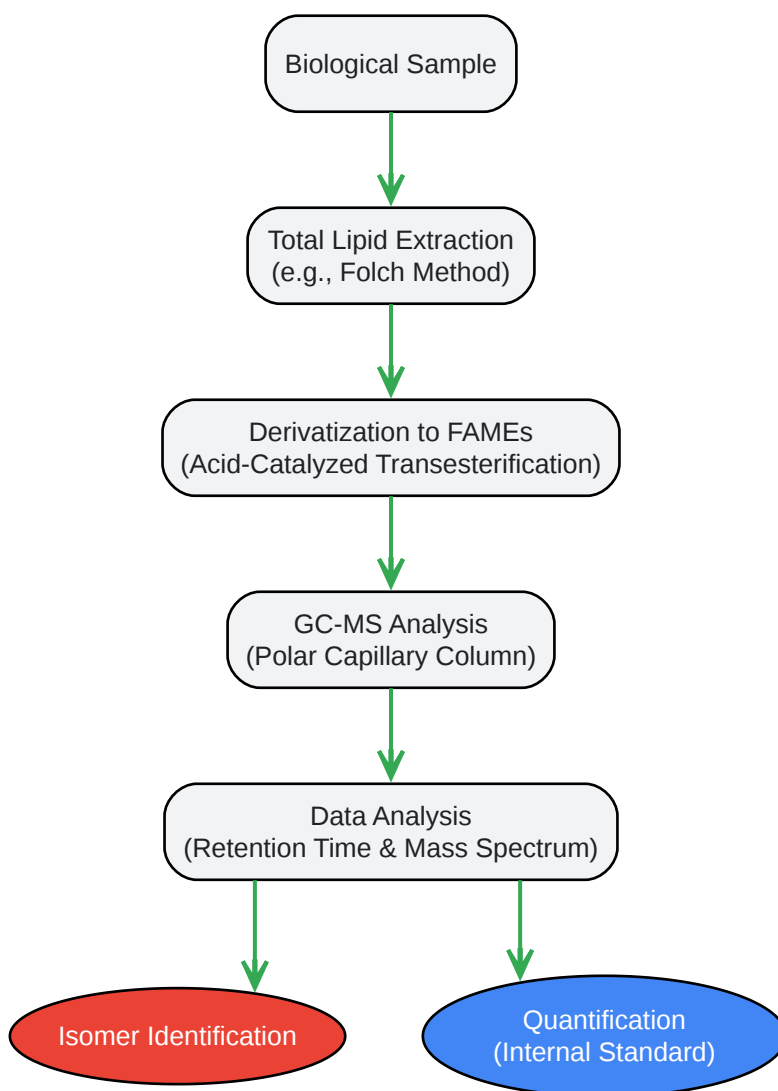 Biological Sample
Total Lipid Extraction
(e.g., Folch Method)
Derivatization to FAMEs
(Acid-Catalyzed Transesterification)
GC-MS Analysis
(Polar Capillary Column)
Data Analysis
(Retention Time & Mass Spectrum)
Isomer Identification
Quantification
(Internal Standard)